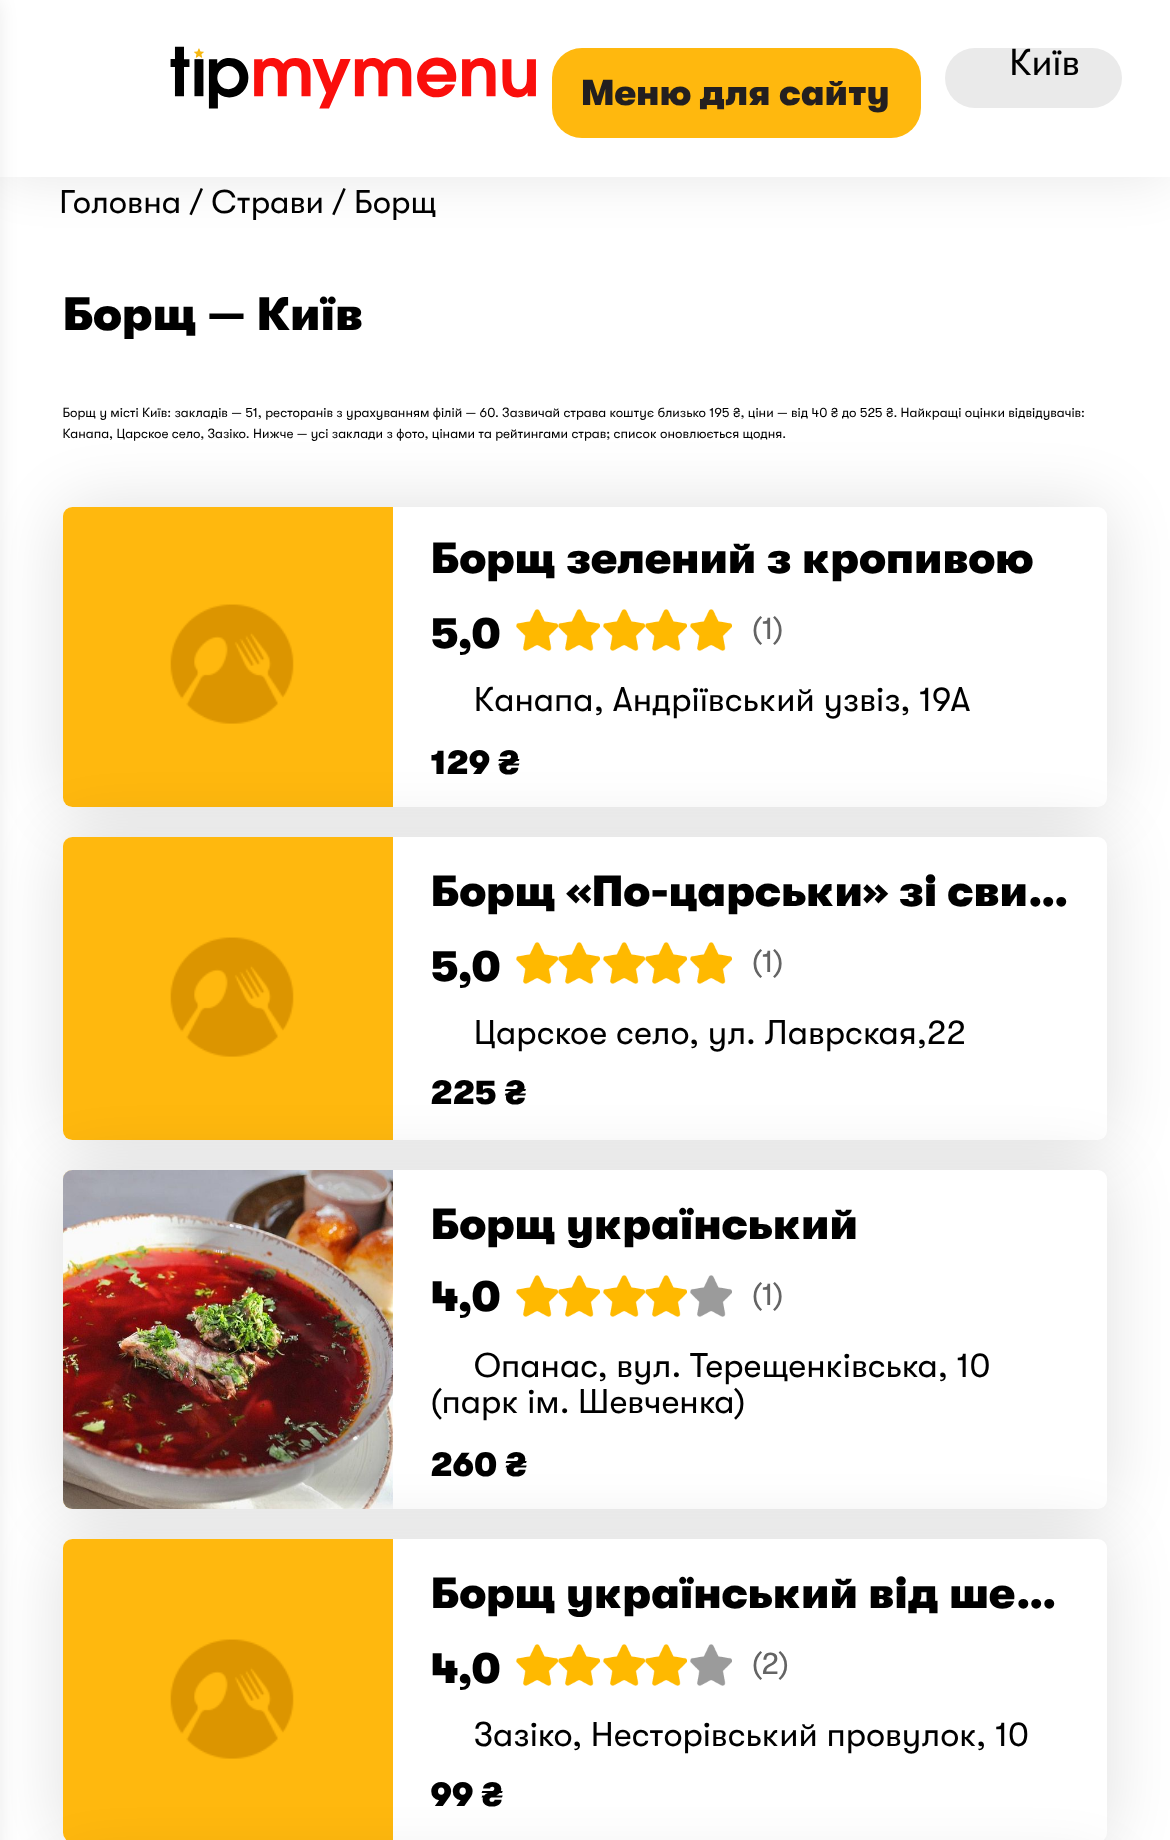 tipmymenu
Меню для сайту
Київ
Головна / Страви / Борщ
Борщ — Київ
Борщ у місті Київ: закладів — 51, ресторанів з урахуванням філій — 60. Зазвичай страва коштує близько 195 ₴, ціни — від 40 ₴ до 525 ₴. Найкращі оцінки відвідувачів:
Канапа, Царское село, Зазіко. Нижче — усі заклади з фото, цінами та рейтингами страв; список оновлюється щодня.
Борщ зелений з кропивою
5,0 (1)
Канапа, Андріївський узвіз, 19А
129 ₴
Борщ «По-царськи» зі сви...
5,0 (1)
Царское село, ул. Лаврская,22
225 ₴
Борщ український
4,0 (1)
Опанас, вул. Терещенківська, 10
(парк ім. Шевченка)
260 ₴
Борщ український від ше...
4,0 (2)
Зазіко, Несторівський провулок, 10
99 ₴